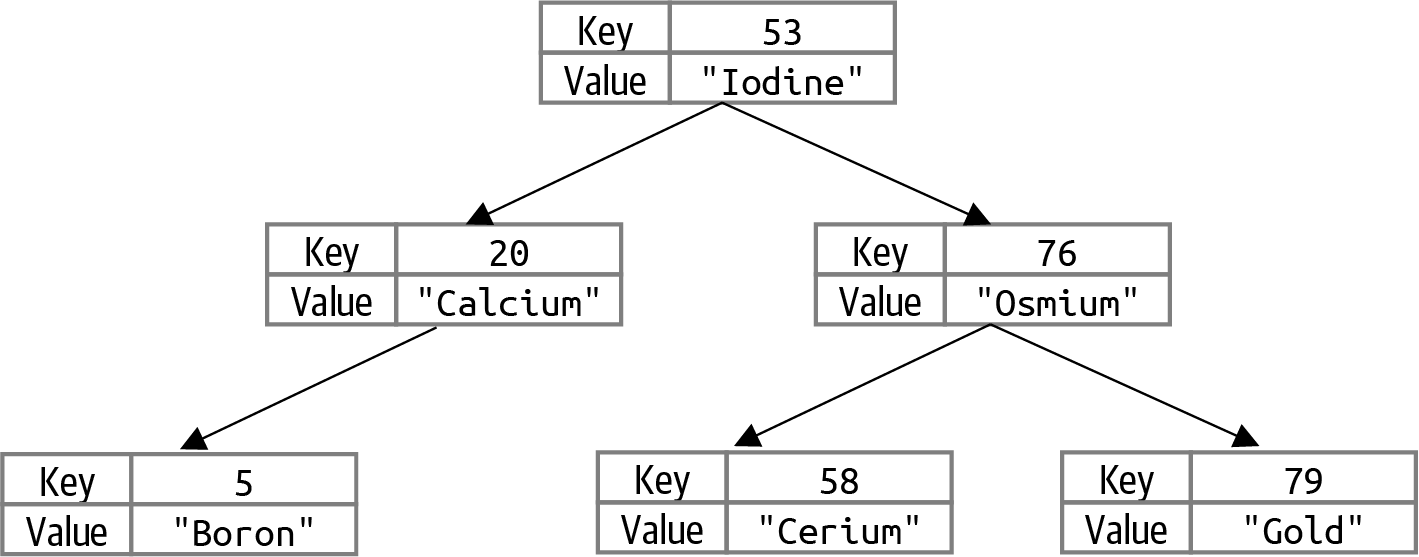 Key 53
Value "Iodine"
Key 20
Value "Calcium"
Key 76
Value "Osmium"
Key 5
Value "Boron"
Key 58
Value "Cerium"
Key 79
Value "Gold"